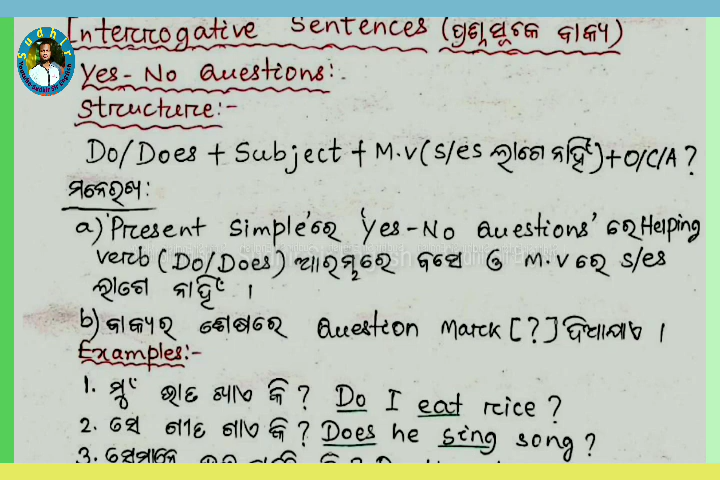 Interrogative Sentences (ପ୍ରଶ୍ନସୂଚକ ବାକ୍ୟ)
Yes-No Questions:-
Structure:-
Do/Does + Subject + M.v (s/es ଲାଗେ ନାହିଁ) + O/C/A ?
ମନେରଖ:
a) 'Present Simple'ରେ 'Yes-No Questions' ରେ Helping
verb (Do/Does) ଆରମ୍ଭରେ ବସେ ଓ M.v ରେ s/es
ଲାଗେ ନାହିଁ ।
b) ବାକ୍ୟର ଶେଷରେ Question Mark [?] ଦିଆଯାଏ ।
Examples:-
1. ମୁଁ ଭାତ ଖାଏ କି ? Do I eat rice ?
2. ସେ ଗୀତ ଗାଏ କି ? Does he sing song ?
3. ସେମାନେ
Sudhir